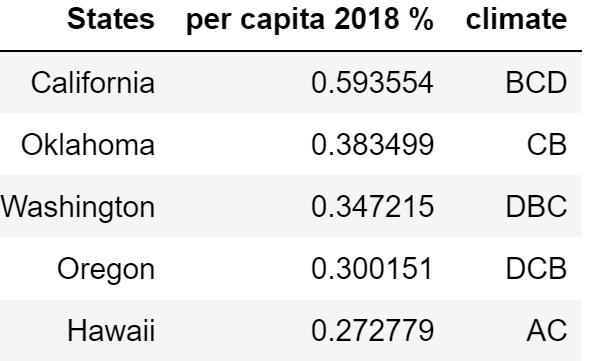 States per capita 2018 % climate
California 0.593554 BCD
Oklahoma 0.383499 CB
Washington 0.347215 DBC
Oregon 0.300151 DCB
Hawaii 0.272779 AC